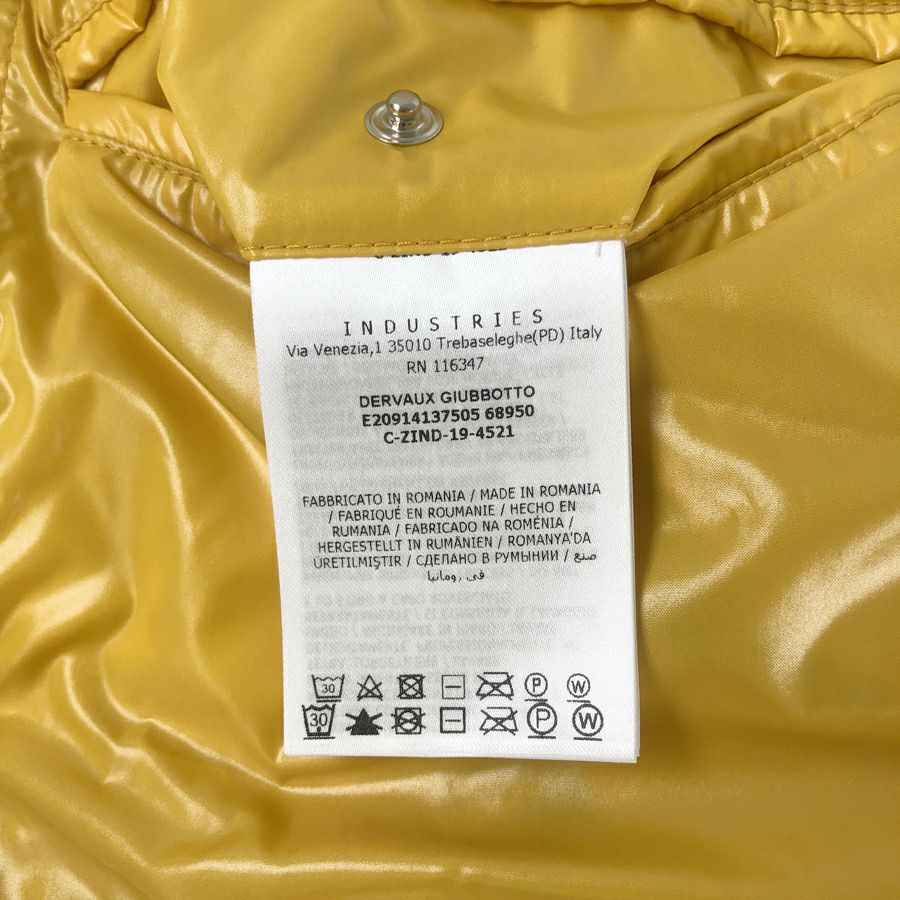 INDUSTRIES
Via Venezia,1 35010 Trebaseleghe(PD) Italy
RN 116347
DERVAUX GIUBBOTTO
E20914137505 68950
C-ZIND-19-4521
FABBRICATO IN ROMANIA / MADE IN ROMANIA
/ FABRIQUÉ EN ROUMANIE / HECHO EN
RUMANIA / FABRICADO NA ROMÉNIA /
HERGESTELLT IN RUMÄNIEN / ROMANYA'DA
ÜRETILMIŞTIR / СДЕЛАНО В РУМЫНИИ / صنع
في رومانيا
30 P W
30 P W